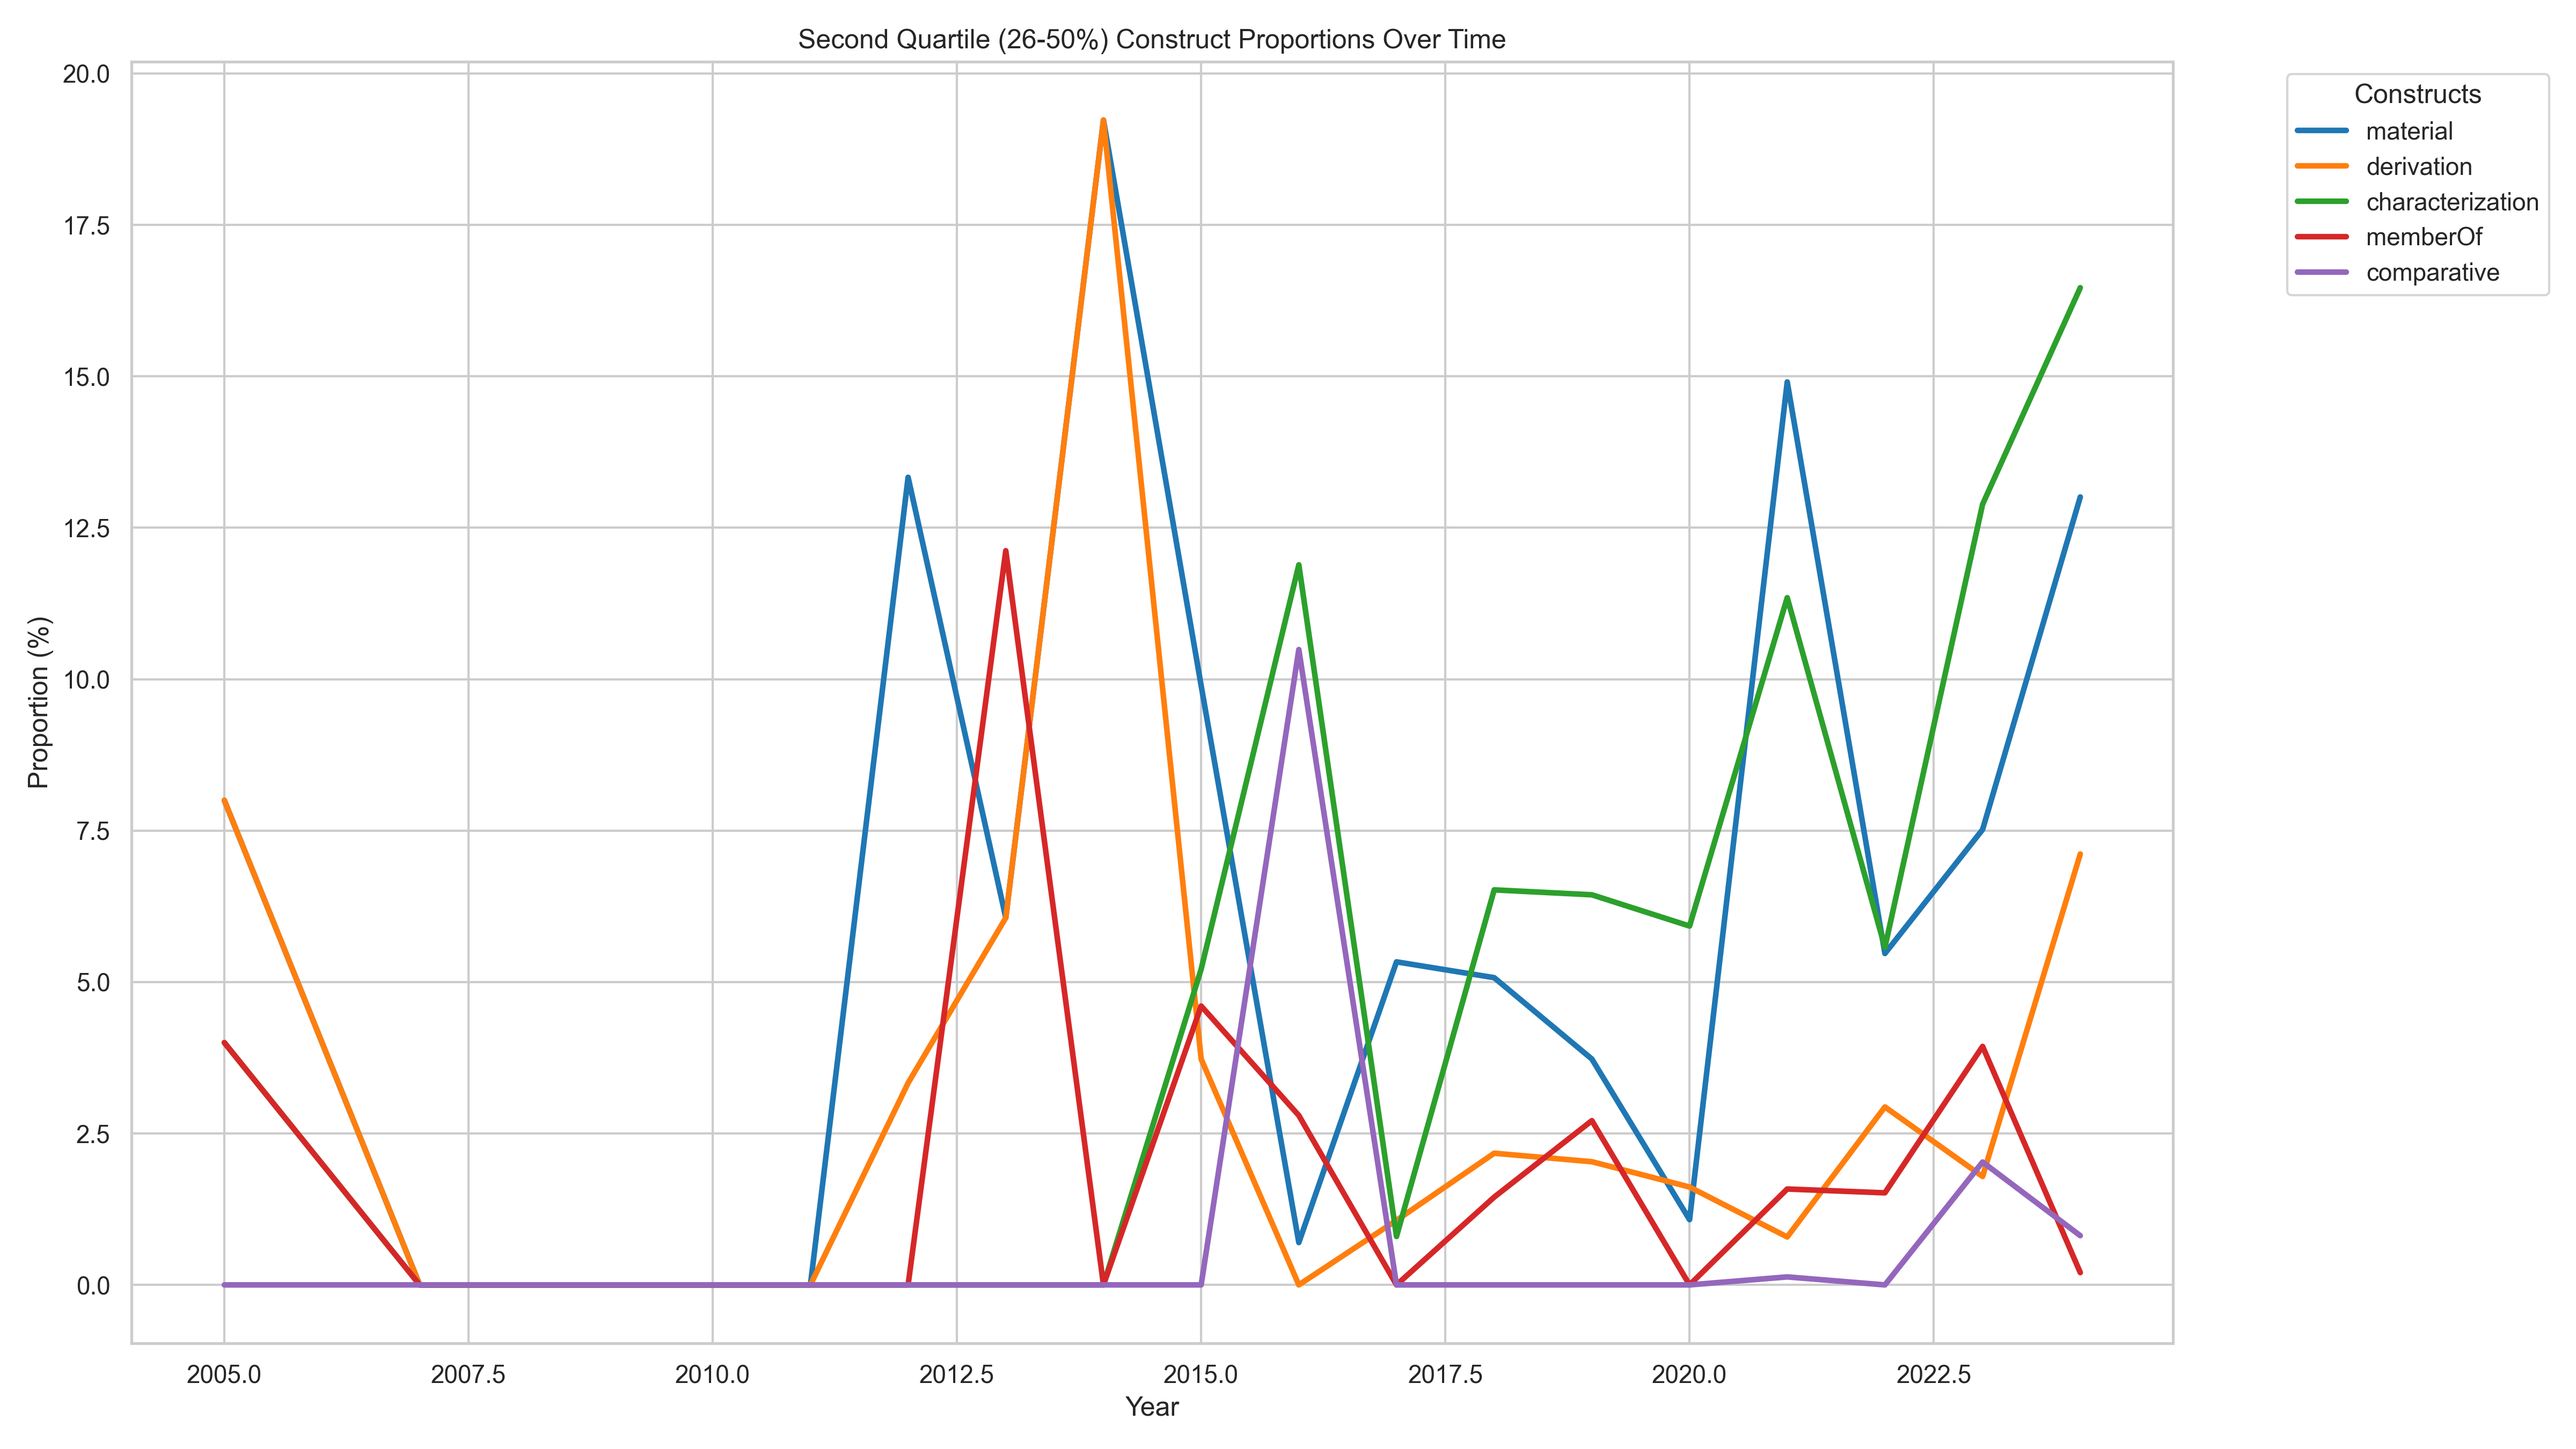 Second Quartile (26-50%) Construct Proportions Over Time
Constructs
material
derivation
characterization
memberOf
comparative
Proportion (%)
20.0
17.5
15.0
12.5
10.0
7.5
5.0
2.5
0.0
2005.0 2007.5 2010.0 2012.5 2015.0 2017.5 2020.0 2022.5
Year